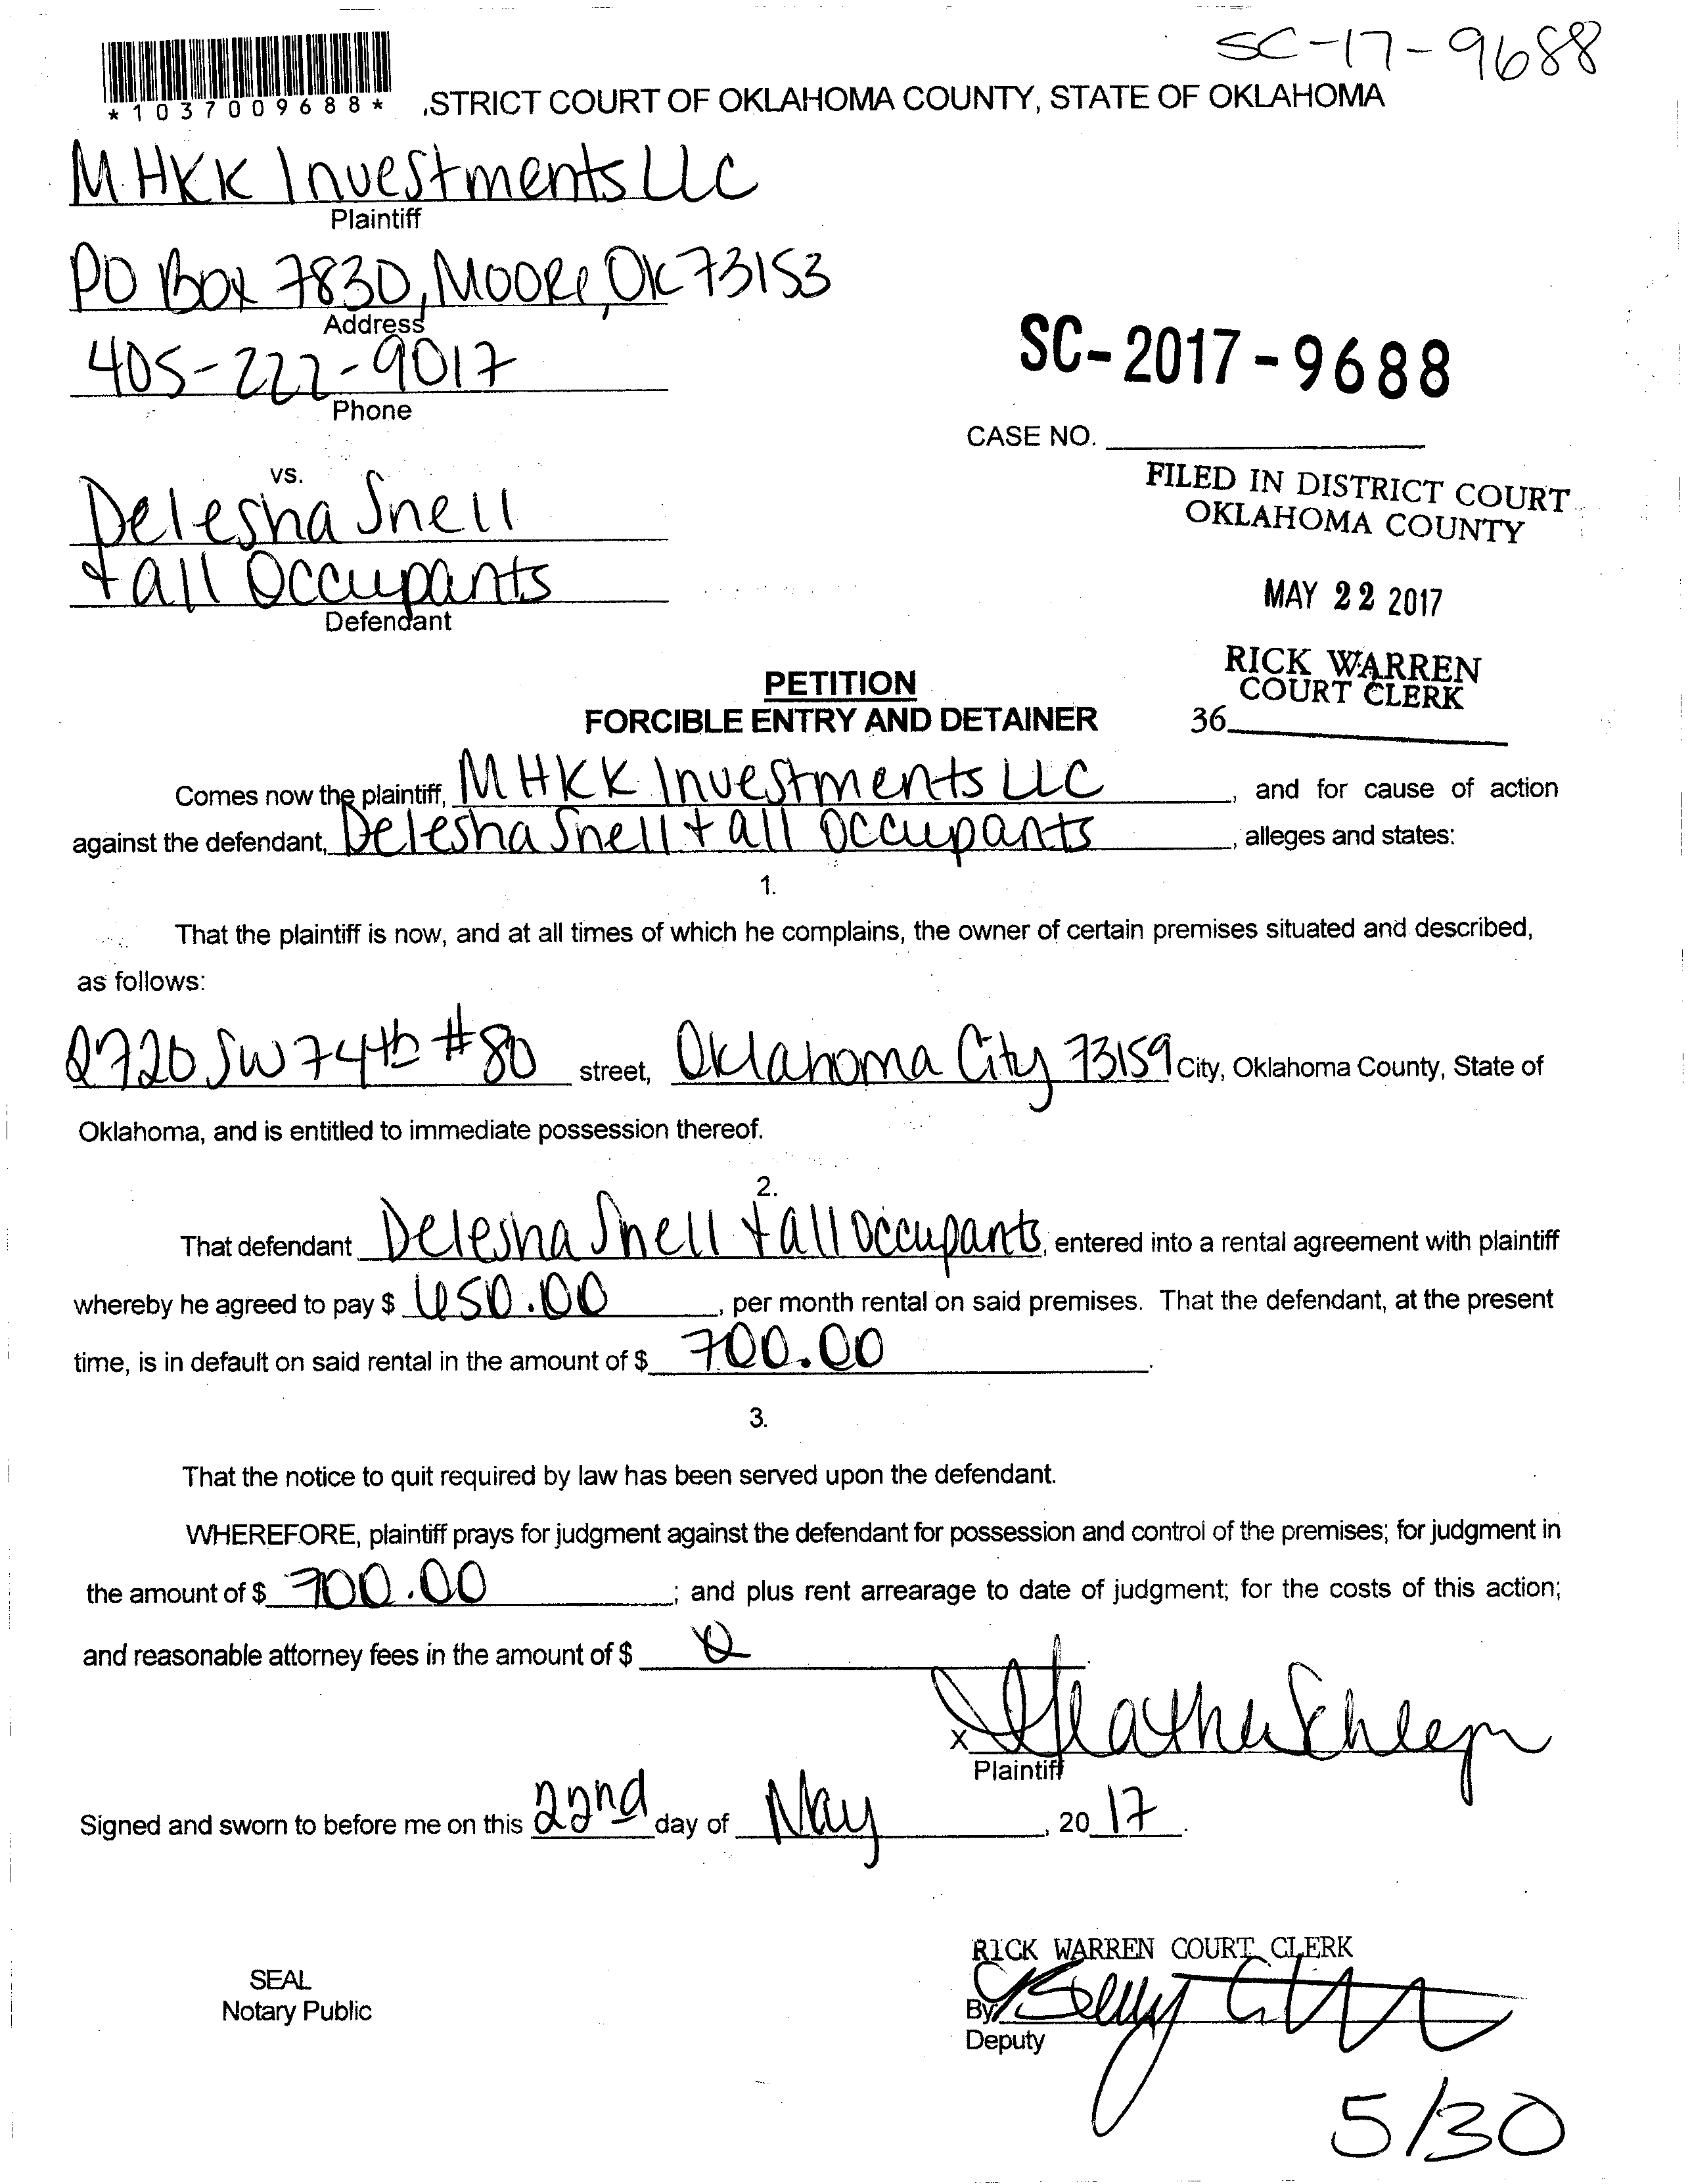 SC-17-9688
*1037009688*
.STRICT COURT OF OKLAHOMA COUNTY, STATE OF OKLAHOMA
MHKK Investments LLC
Plaintiff
PO Box 7830, Moore, OK 73153
Address
405-222-9017
Phone
SC-2017-9688
CASE NO.
vs.
Delesha Snell
+ all Occupants
Defendant
FILED IN DISTRICT COURT
OKLAHOMA COUNTY
MAY 22 2017
RICK WARREN
COURT CLERK
36
PETITION
FORCIBLE ENTRY AND DETAINER
Comes now the plaintiff, MHKK Investments LLC, and for cause of action
against the defendant, Delesha Snell + all occupants, alleges and states:
1.
That the plaintiff is now, and at all times of which he complains, the owner of certain premises situated and described,
as follows:
2720 SW 74th #80 street, Oklahoma City 73159 City, Oklahoma County, State of
Oklahoma, and is entitled to immediate possession thereof.
2.
That defendant Delesha Snell + all occupants, entered into a rental agreement with plaintiff
whereby he agreed to pay $ 650.00, per month rental on said premises. That the defendant, at the present
time, is in default on said rental in the amount of $ 700.00.
3.
That the notice to quit required by law has been served upon the defendant.
WHEREFORE, plaintiff prays for judgment against the defendant for possession and control of the premises; for judgment in
the amount of $ 700.00; and plus rent arrearage to date of judgment; for the costs of this action;
and reasonable attorney fees in the amount of $
x
Plaintiff
Signed and sworn to before me on this 22nd day of May, 2017.
RICK WARREN COURT CLERK
SEAL
Notary Public
By
Deputy
5/30